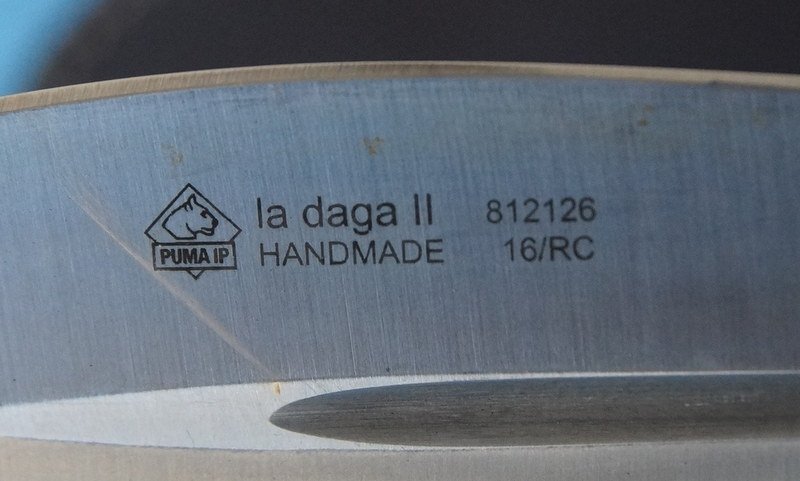 PUMA IP
la daga II 812126
HANDMADE 16/RC